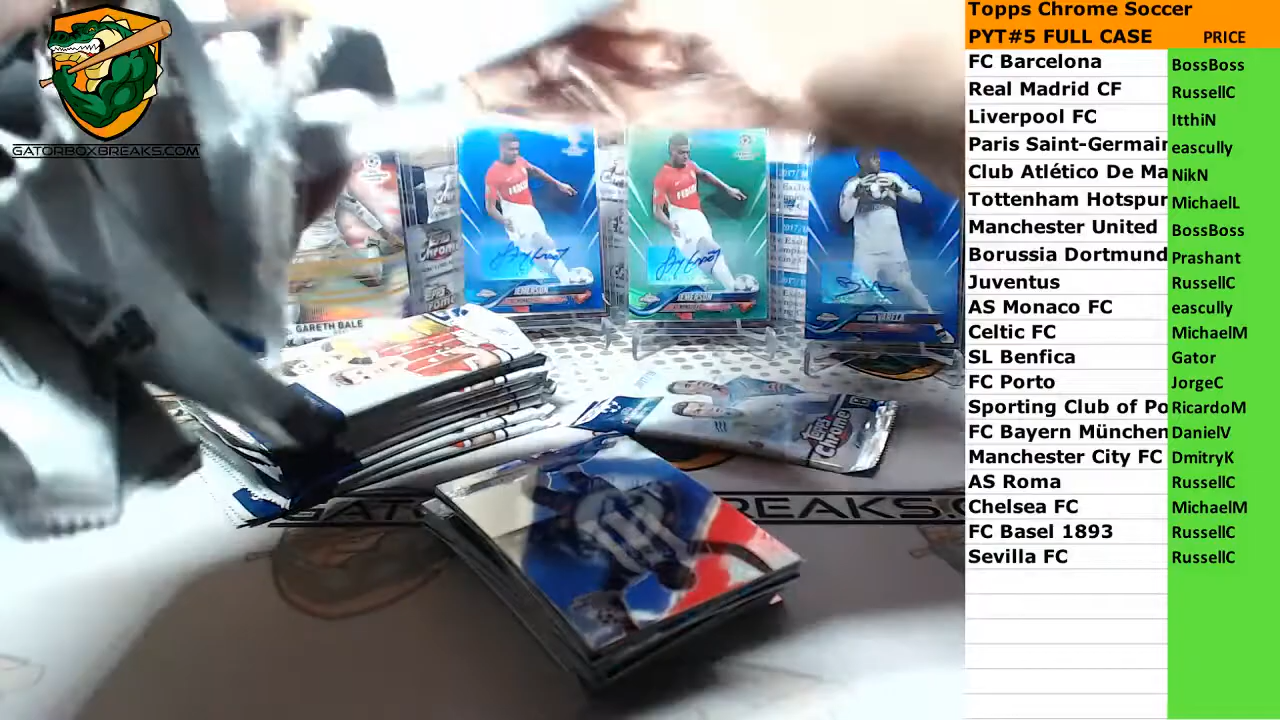 GATORBOXBREAKS.COM
Topps Chrome Soccer
PYT#5 FULL CASE PRICE
FC Barcelona BossBoss
Real Madrid CF RussellC
Liverpool FC ItthiN
Paris Saint-Germain eascully
Club Atlético De Ma NikN
Tottenham Hotspur MichaelL
Manchester United BossBoss
Borussia Dortmund Prashant
Juventus RussellC
AS Monaco FC eascully
Celtic FC MichaelM
SL Benfica Gator
FC Porto JorgeC
Sporting Club of Po RicardoM
FC Bayern München DanielV
Manchester City FC DmitryK
AS Roma RussellC
Chelsea FC MichaelM
FC Basel 1893 RussellC
Sevilla FC RussellC
GARETH BALE
JEMERSON
JEMERSON
Topps
Chrome